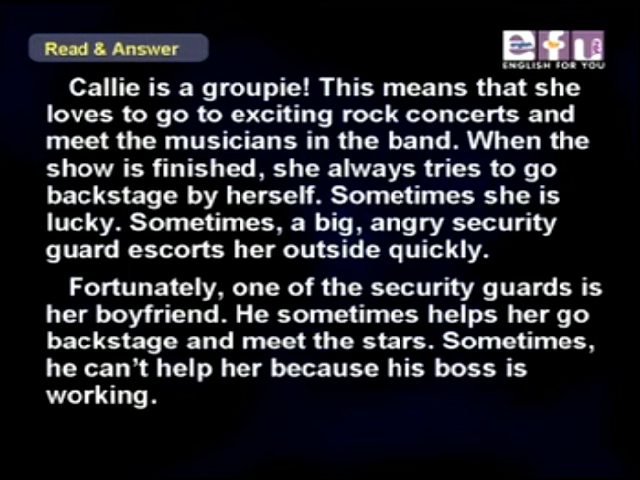 Read & Answer
efu
english for you
ENGLISH FOR YOU
Callie is a groupie! This means that she
loves to go to exciting rock concerts and
meet the musicians in the band. When the
show is finished, she always tries to go
backstage by herself. Sometimes she is
lucky. Sometimes, a big, angry security
guard escorts her outside quickly.
Fortunately, one of the security guards is
her boyfriend. He sometimes helps her go
backstage and meet the stars. Sometimes,
he can't help her because his boss is
working.